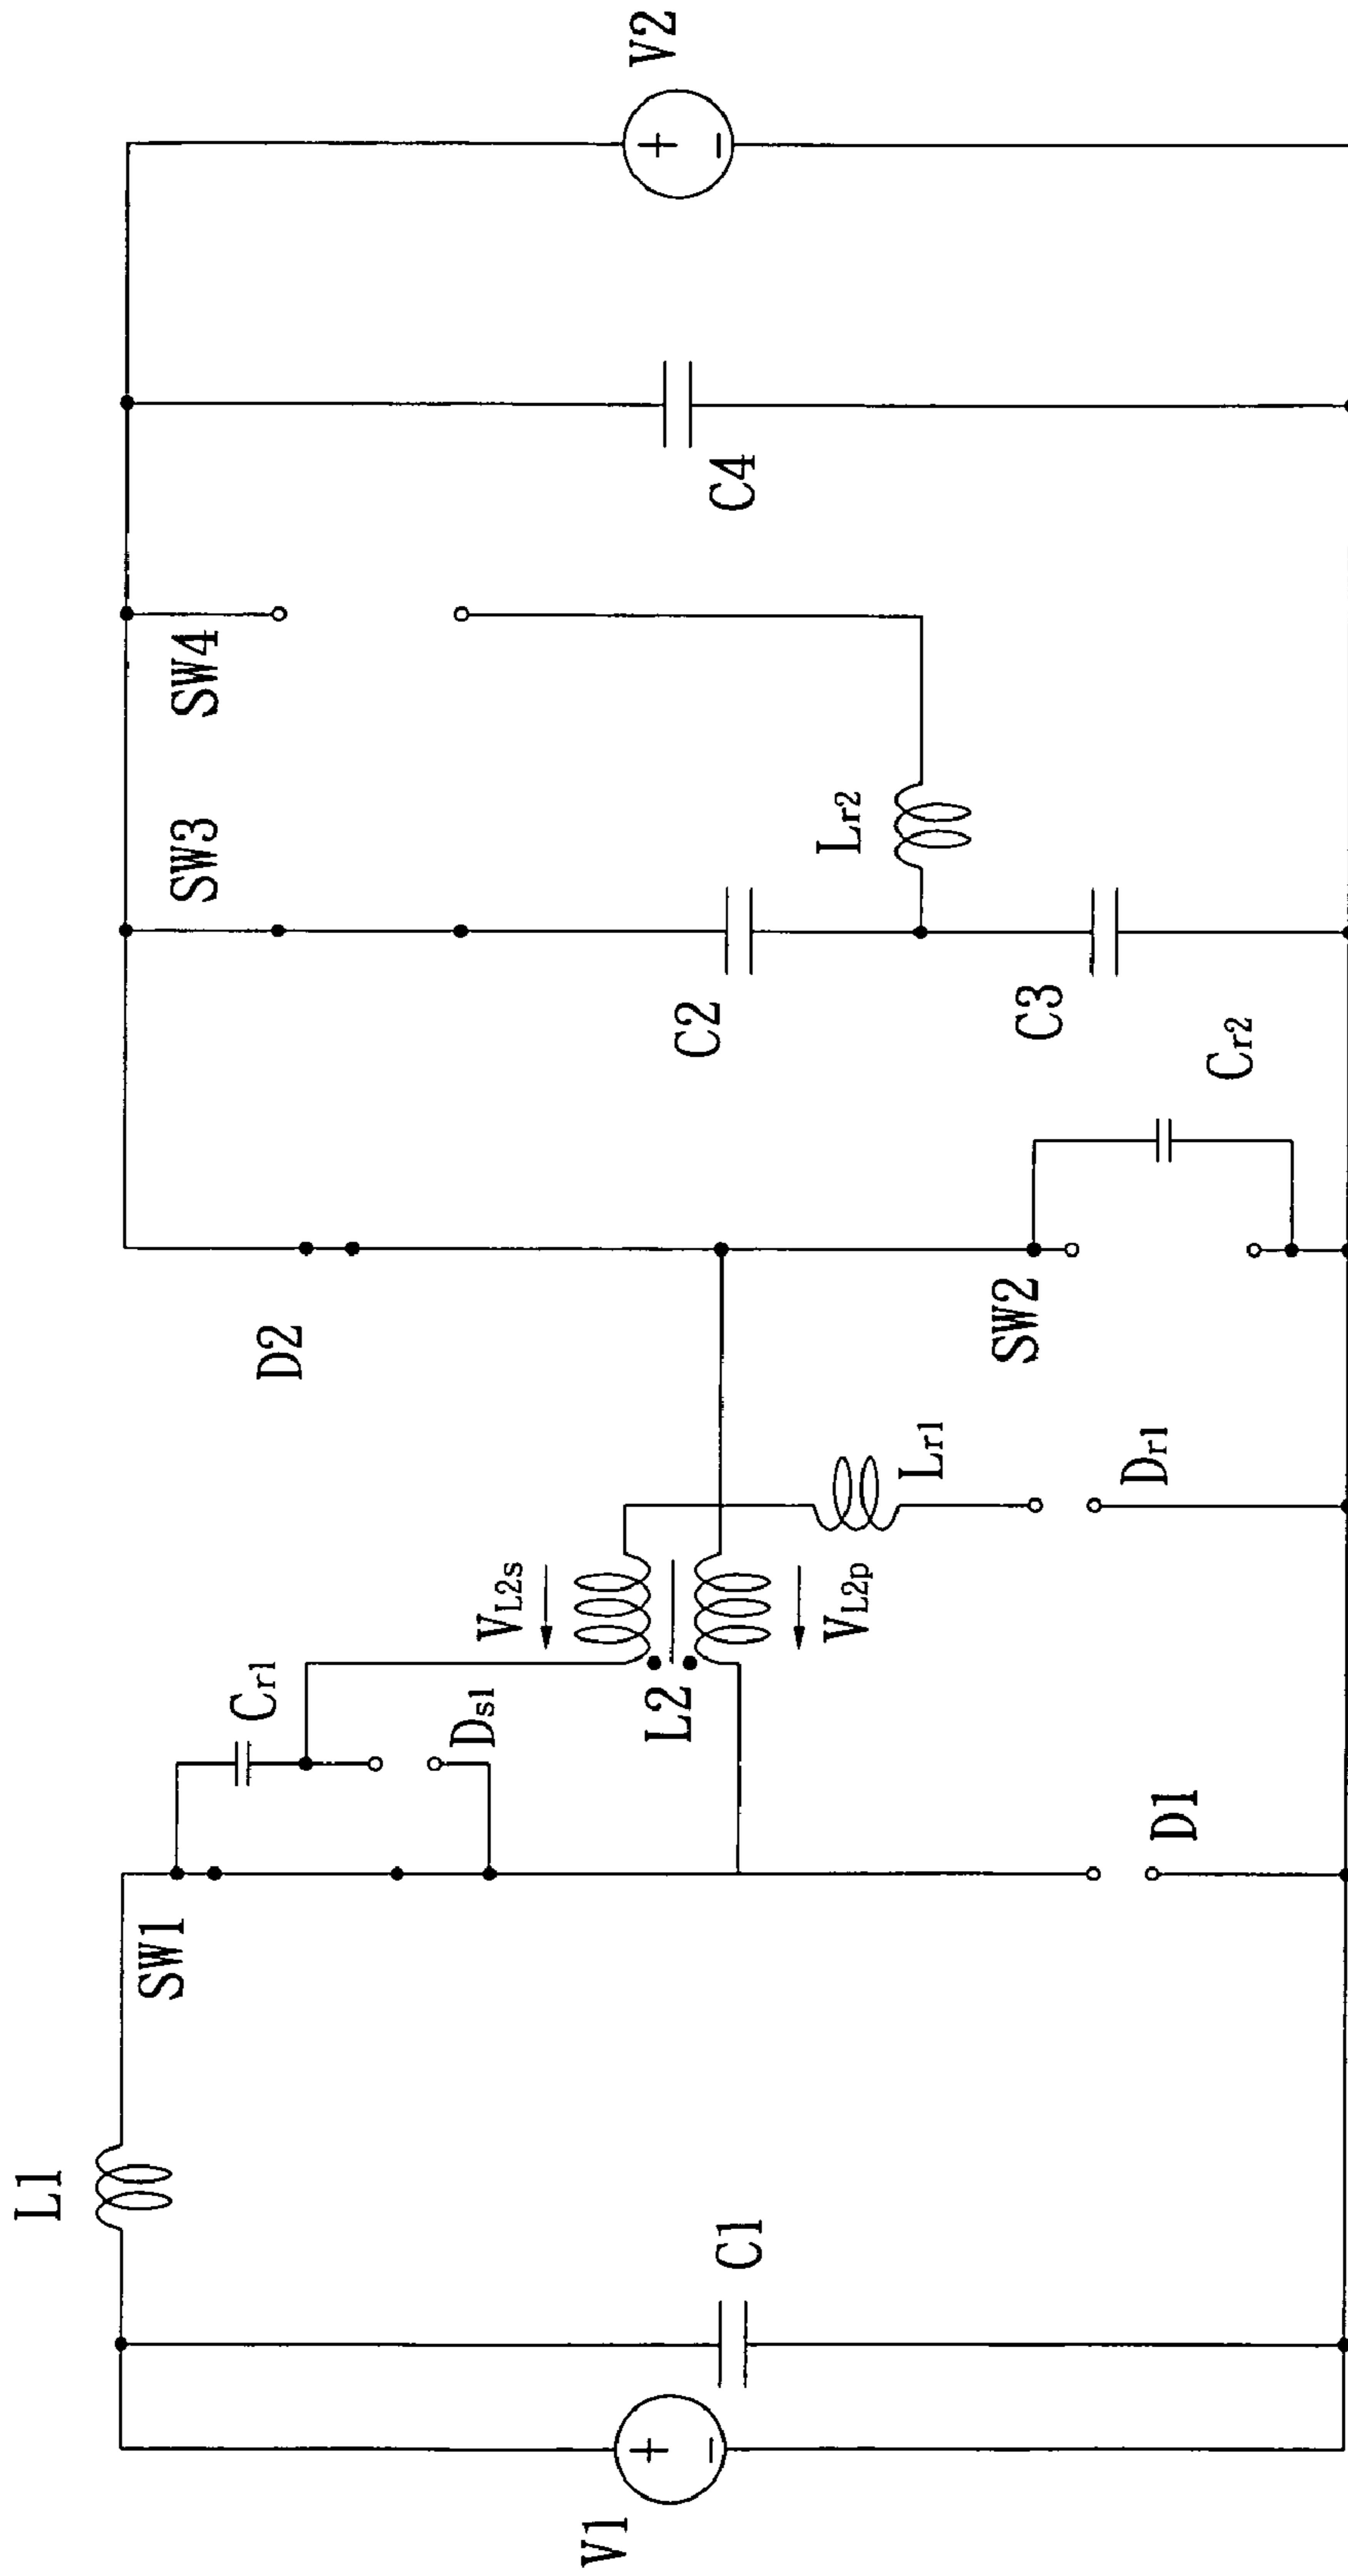 V1
+
-
C1
L1
SW1
Cr1
Ds1
D1
L2
VL2s
VL2p
Lr1
Dr1
D2
SW2
Cr2
SW3
C2
C3
Lr2
SW4
C4
V2
+
-